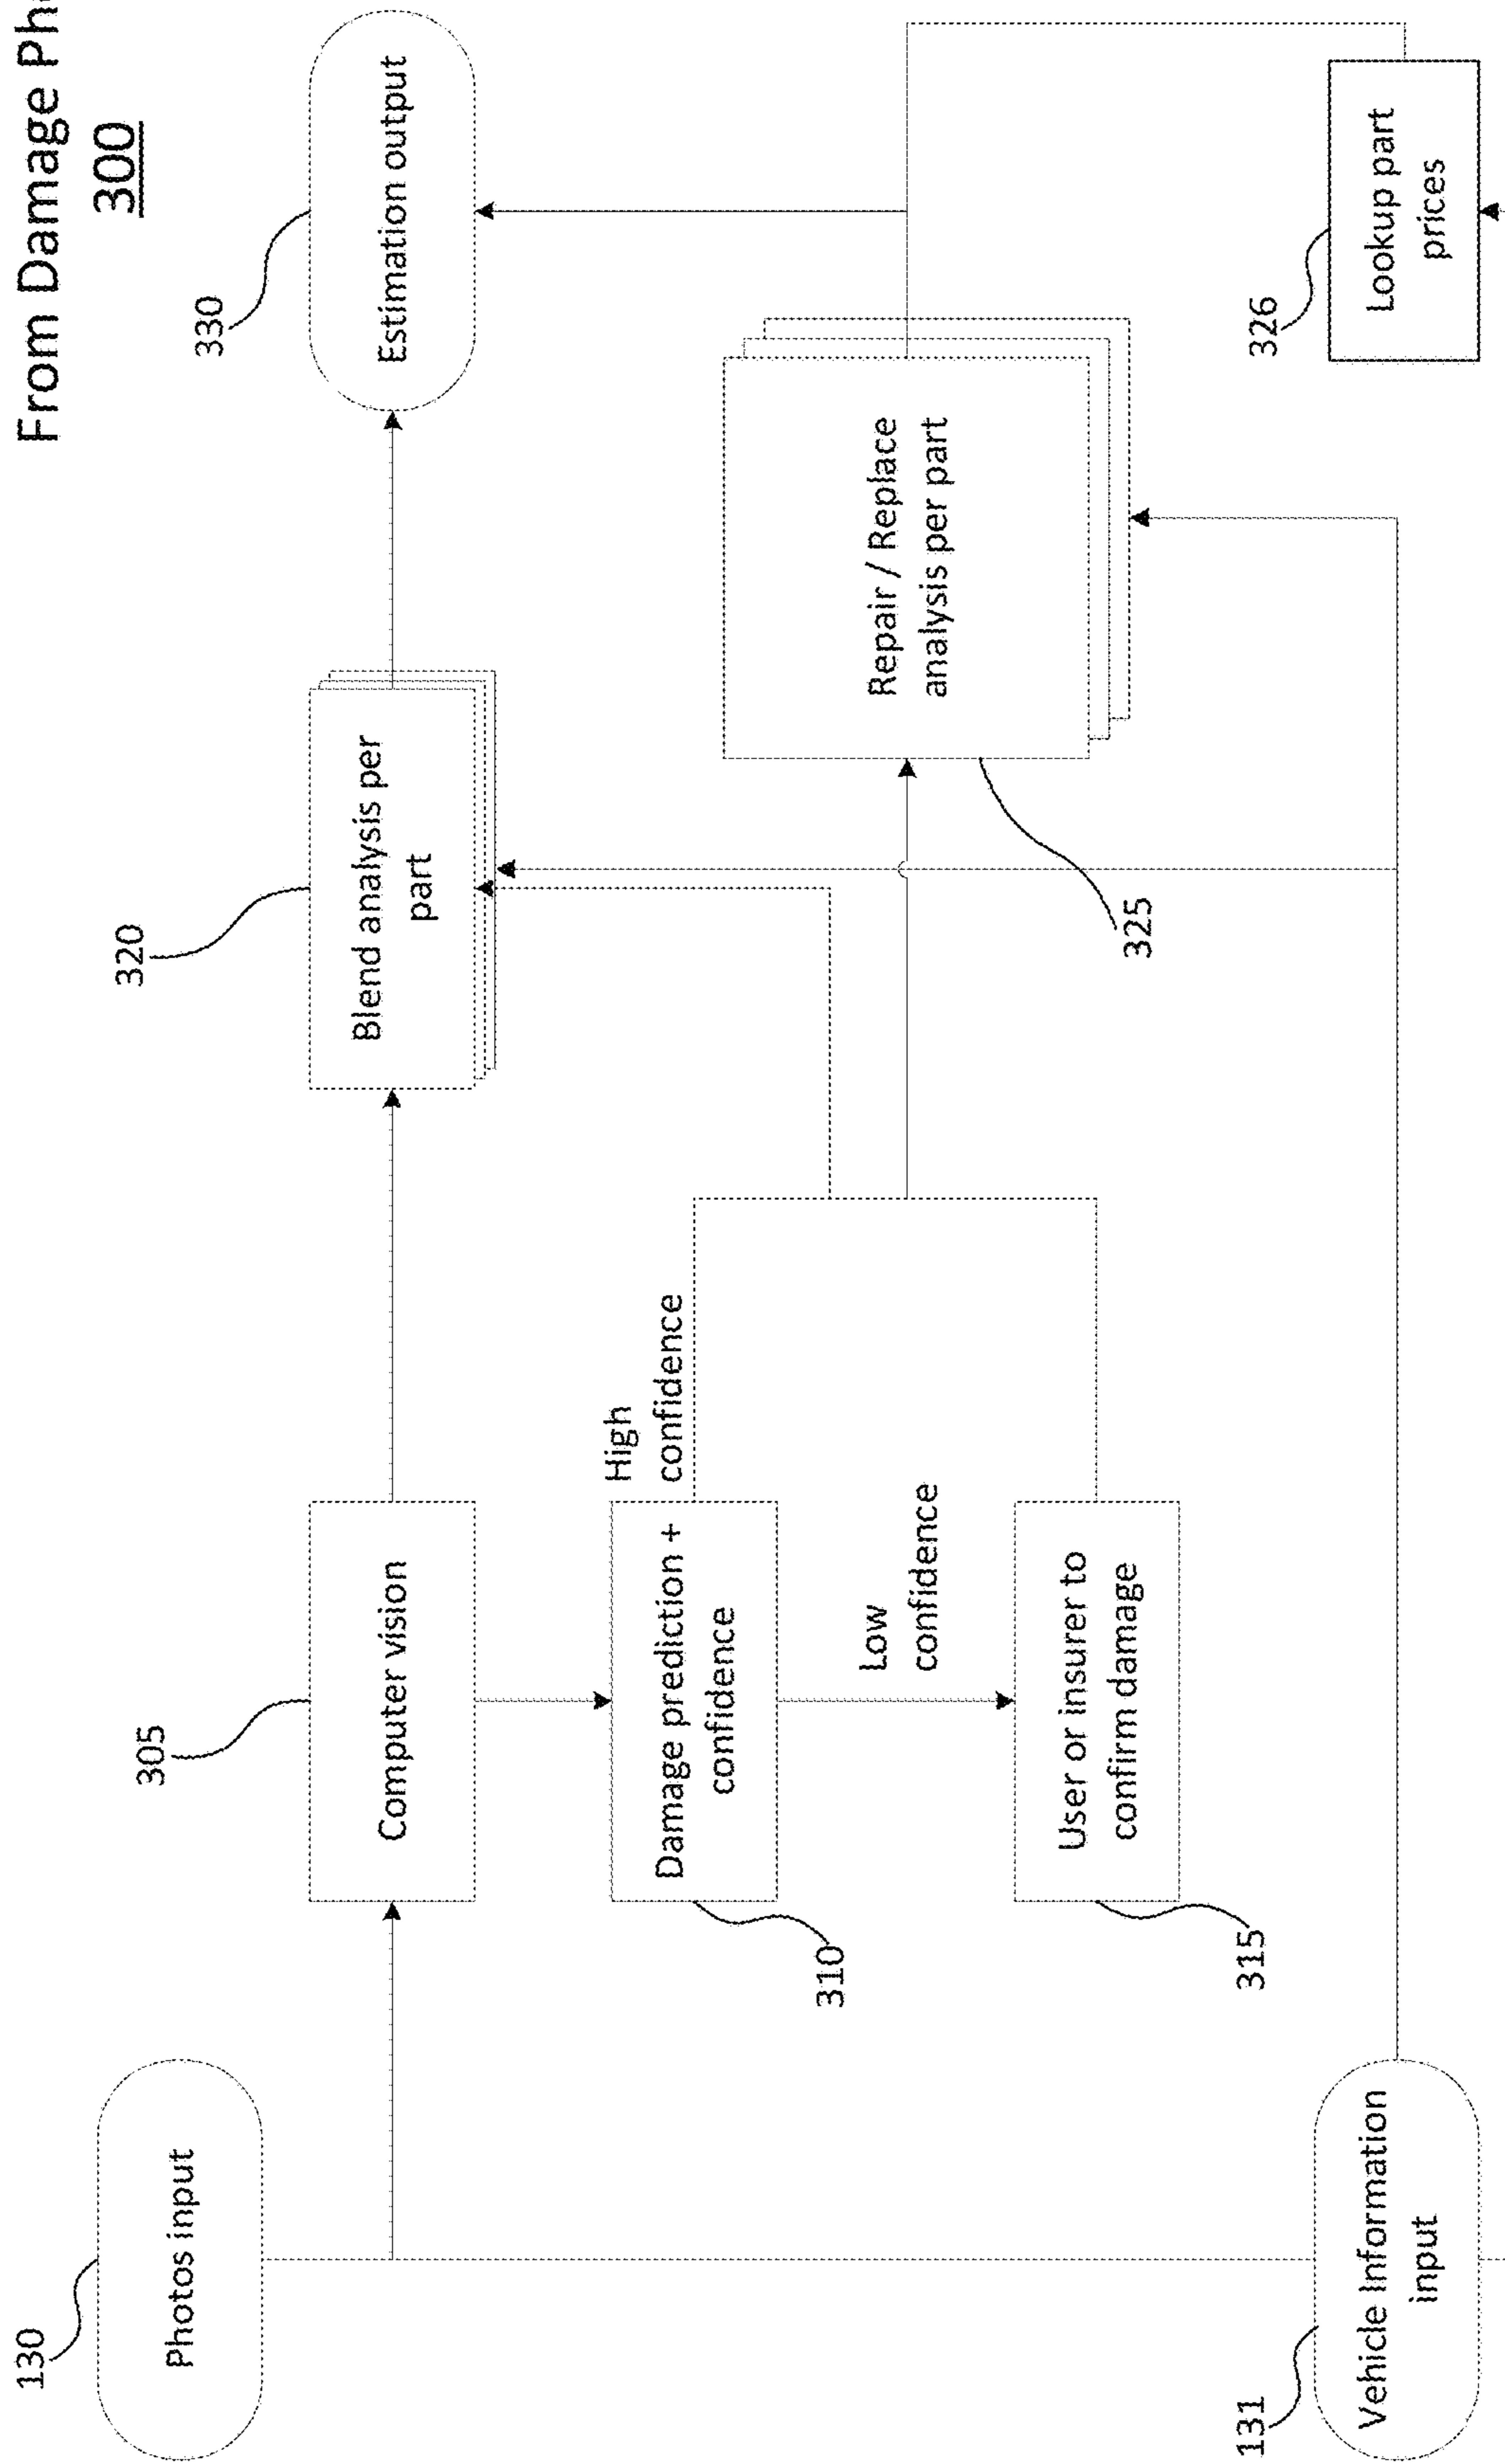 From Damage Ph
300
130
Photos input
305
Computer vision
320
Blend analysis per
part
330
Estimation output
High
confidence
Damage prediction +
confidence
310
Low
confidence
User or insurer to
confirm damage
315
Repair / Replace
analysis per part
325
131
Vehicle Information
input
326
Lookup part
prices